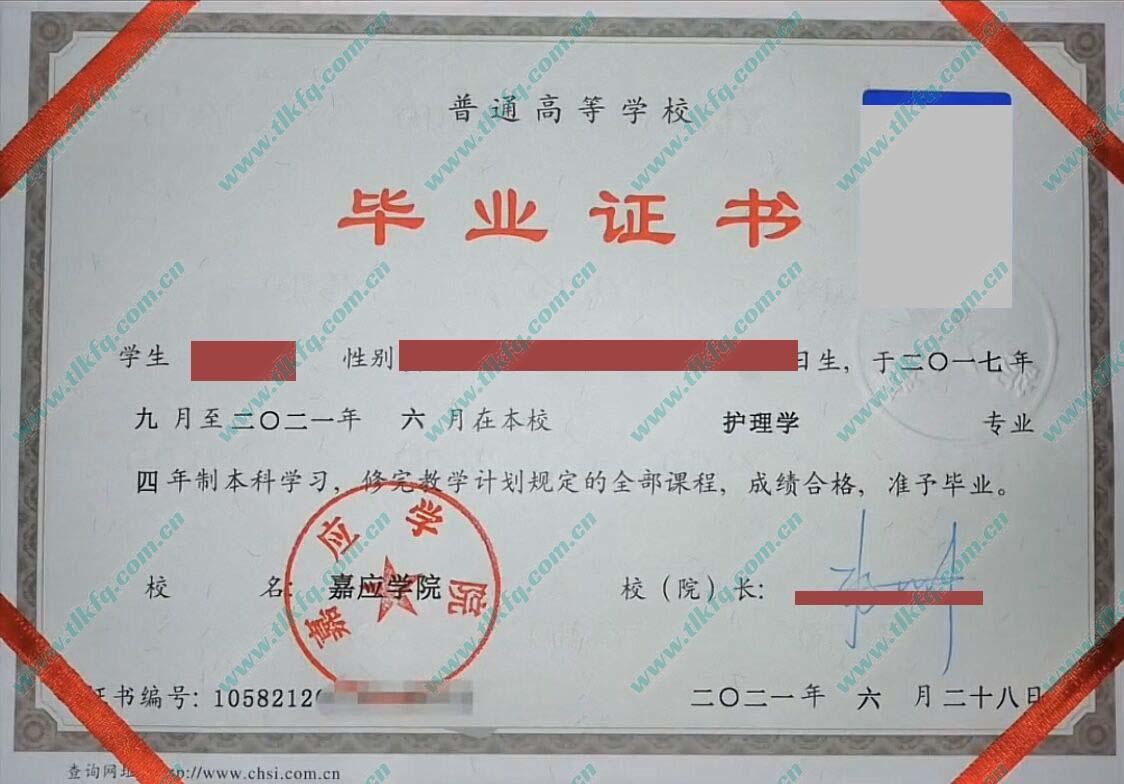 普通高等学校
毕业证书
学生 性别 日生，于二〇一七年
九月至二〇二一年 六月在本校 护理学 专业
四年制本科学习，修完教学计划规定的全部课程，成绩合格，准予毕业。
校 名：嘉应学院 校（院）长：
嘉应学院
证书编号：10582120 二〇二一年 六 月二十八日
查询网址：http://www.chsi.com.cn
www.tlkfq.com.cn